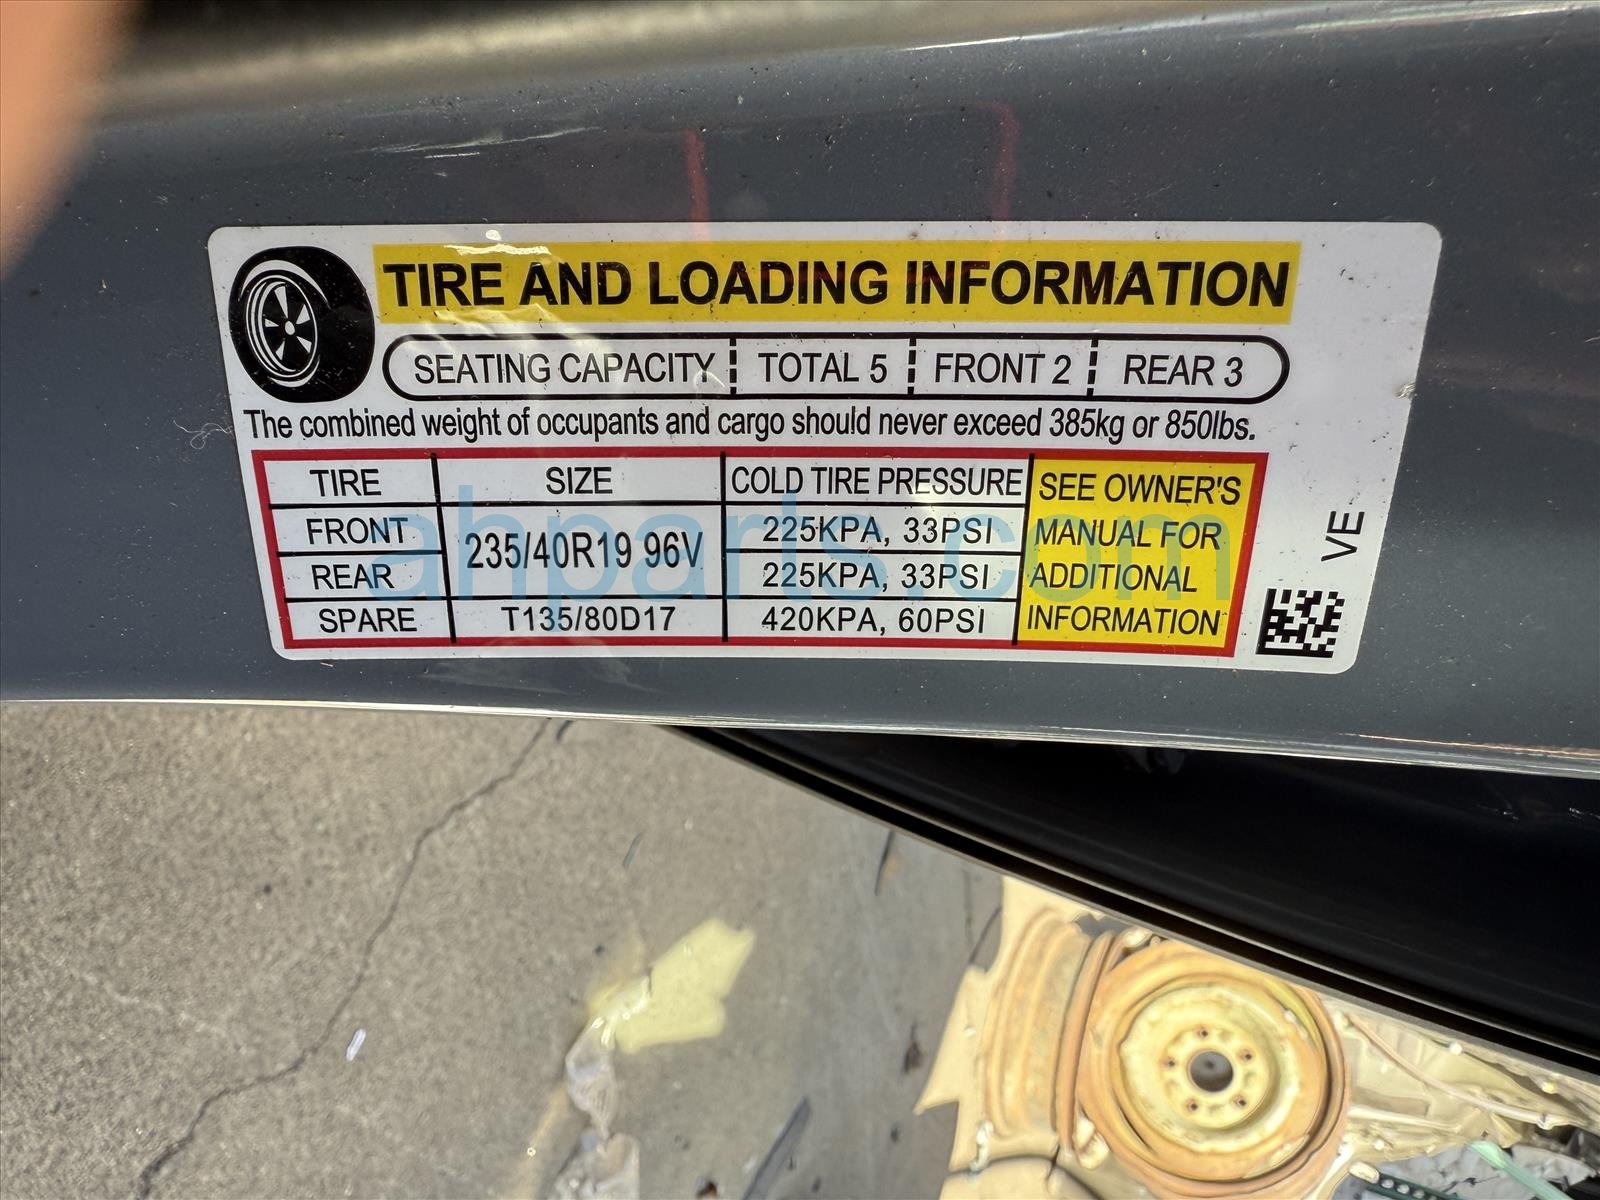 TIRE AND LOADING INFORMATION
SEATING CAPACITY TOTAL 5 FRONT 2 REAR 3
The combined weight of occupants and cargo should never exceed 385kg or 850lbs.
TIRE SIZE COLD TIRE PRESSURE
FRONT 235/40R19 96V 225KPA, 33PSI
REAR 225KPA, 33PSI
SPARE T135/80D17 420KPA, 60PSI
SEE OWNER'S
MANUAL FOR
ADDITIONAL
INFORMATION
VE
ahparts.com